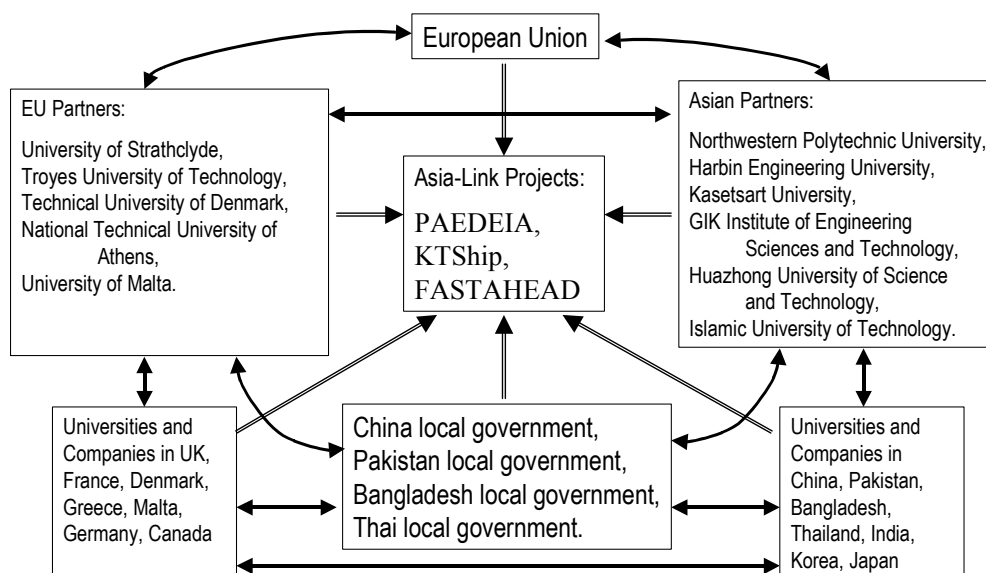 European Union
EU Partners:
University of Strathclyde,
Troyes University of Technology,
Technical University of Denmark,
National Technical University of
Athens,
University of Malta.
Asia-Link Projects:
PAEDEIA,
KTShip,
FASTAHEAD
Asian Partners:
Northwestern Polytechnic University,
Harbin Engineering University,
Kasetsart University,
GIK Institute of Engineering
Sciences and Technology,
Huazhong University of Science
and Technology,
Islamic University of Technology.
Universities and
Companies in UK,
France, Denmark,
Greece, Malta,
Germany, Canada
China local government,
Pakistan local government,
Bangladesh local government,
Thai local government.
Universities and
Companies in
China, Pakistan,
Bangladesh,
Thailand, India,
Korea, Japan